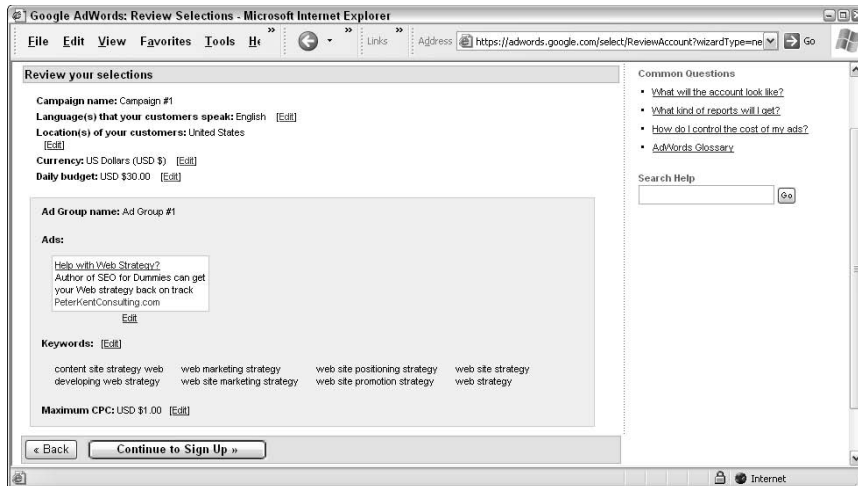 Google AdWords: Review Selections - Microsoft Internet Explorer
File Edit View Favorites Tools He » » Links » Address https://adwords.google.com/select/ReviewAccount?wizardType=ne Go
Review your selections
Campaign name: Campaign #1
Language(s) that your customers speak: English [Edit]
Location(s) of your customers: United States
[Edit]
Currency: US Dollars (USD $) [Edit]
Daily budget: USD $30.00 [Edit]
Ad Group name: Ad Group #1
Ads:
Help with Web Strategy?
Author of SEO for Dummies can get
your Web strategy back on track
PeterKentConsulting.com
Edit
Keywords: [Edit]
content site strategy web web marketing strategy web site positioning strategy web site strategy
developing web strategy web site marketing strategy web site promotion strategy web strategy
Maximum CPC: USD $1.00 [Edit]
« Back Continue to Sign Up »
Common Questions
What will the account look like?
What kind of reports will I get?
How do I control the cost of my ads?
AdWords Glossary
Search Help
Go
Internet